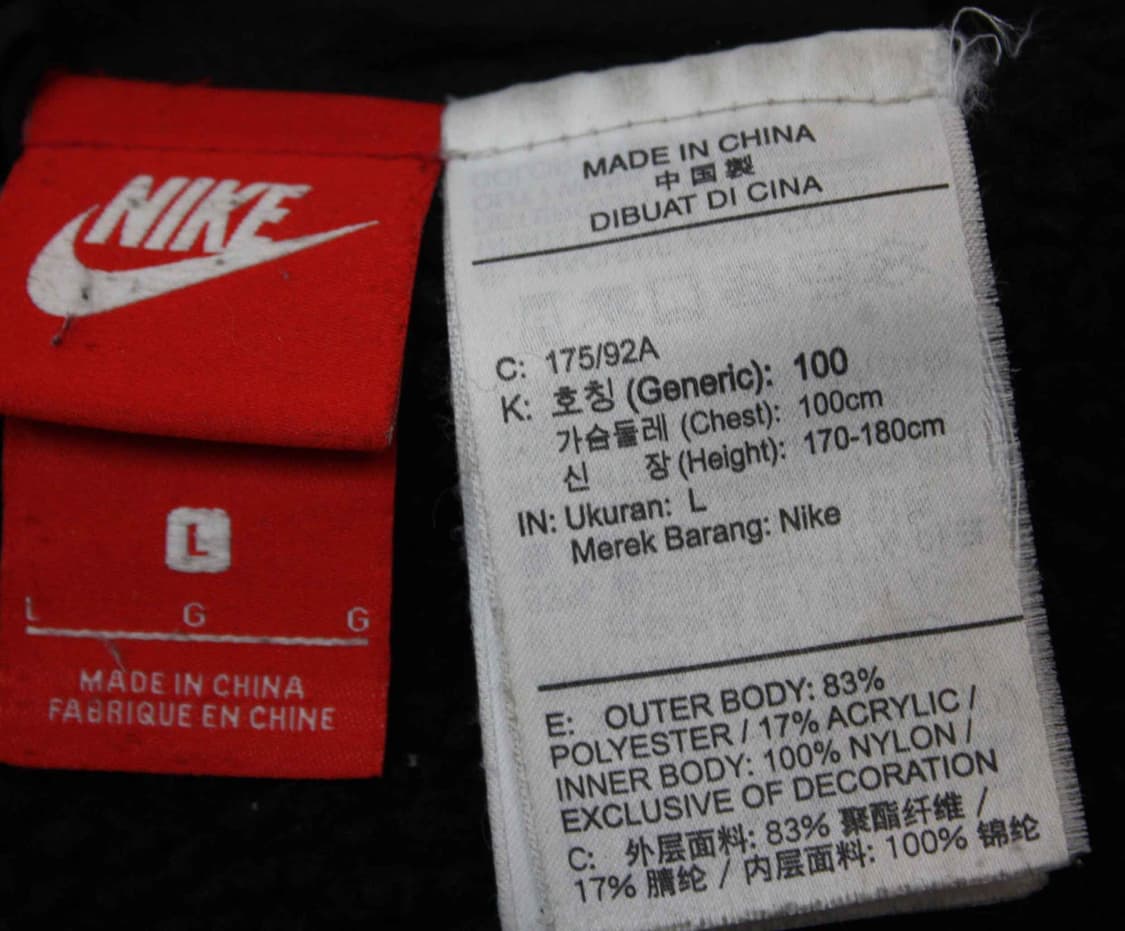 NIKE
L
L G G
MADE IN CHINA
FABRIQUE EN CHINE
MADE IN CHINA
中国製
DIBUAT DI CINA
C: 175/92A
K: 호칭 (Generic): 100
가슴둘레 (Chest): 100cm
신 장 (Height): 170-180cm
IN: Ukuran: L
Merek Barang: Nike
E: OUTER BODY: 83%
POLYESTER / 17% ACRYLIC /
INNER BODY: 100% NYLON /
EXCLUSIVE OF DECORATION
C: 外层面料: 83% 聚酯纤维 /
17% 腈纶 / 内层面料: 100% 锦纶